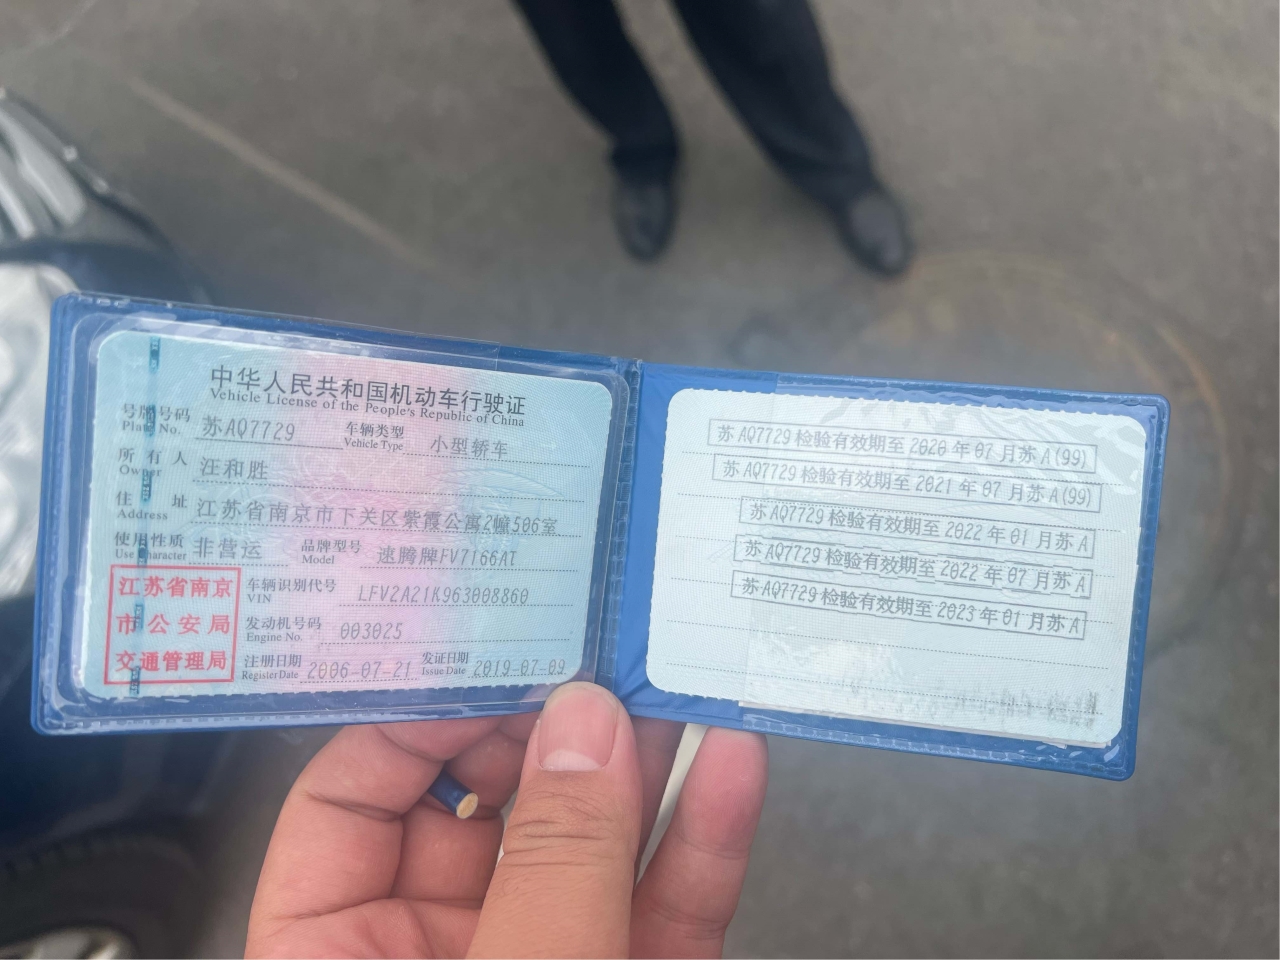 中华人民共和国机动车行驶证
Vehicle License of the People's Republic of China
号牌号码 苏AQ7729 车辆类型 小型轿车
Plate No. Vehicle Type
所有人 汪和胜
Owner
住址 江苏省南京市下关区紫霞公寓2幢506室
Address
使用性质 非营运 品牌型号 速腾牌FV7166AT
Use Character Model
江苏省南京
市公安局
交通管理局
车辆识别代号 LFV2A21K963008860
VIN
发动机号码 003025
Engine No.
注册日期 2006-07-21 发证日期 2019-07-09
Register Date Issue Date
苏AQ7729检验有效期至2020年07月苏A(99)
苏AQ7729检验有效期至2021年07月苏A(99)
苏AQ7729检验有效期至2022年01月苏A
苏AQ7729检验有效期至2022年07月苏A
苏AQ7729检验有效期至2023年01月苏A